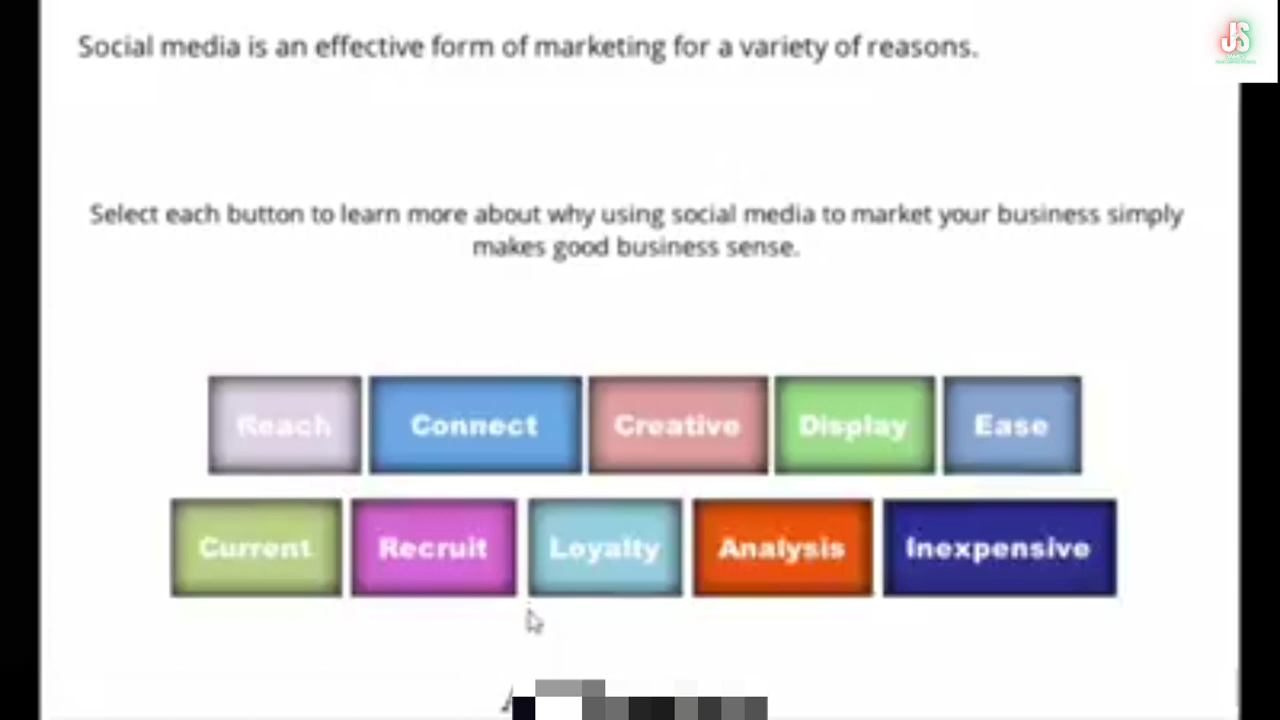 Social media is an effective form of marketing for a variety of reasons.
JS
Select each button to learn more about why using social media to market your business simply
makes good business sense.
Reach Connect Creative Display Ease
Current Recruit Loyalty Analysis Inexpensive